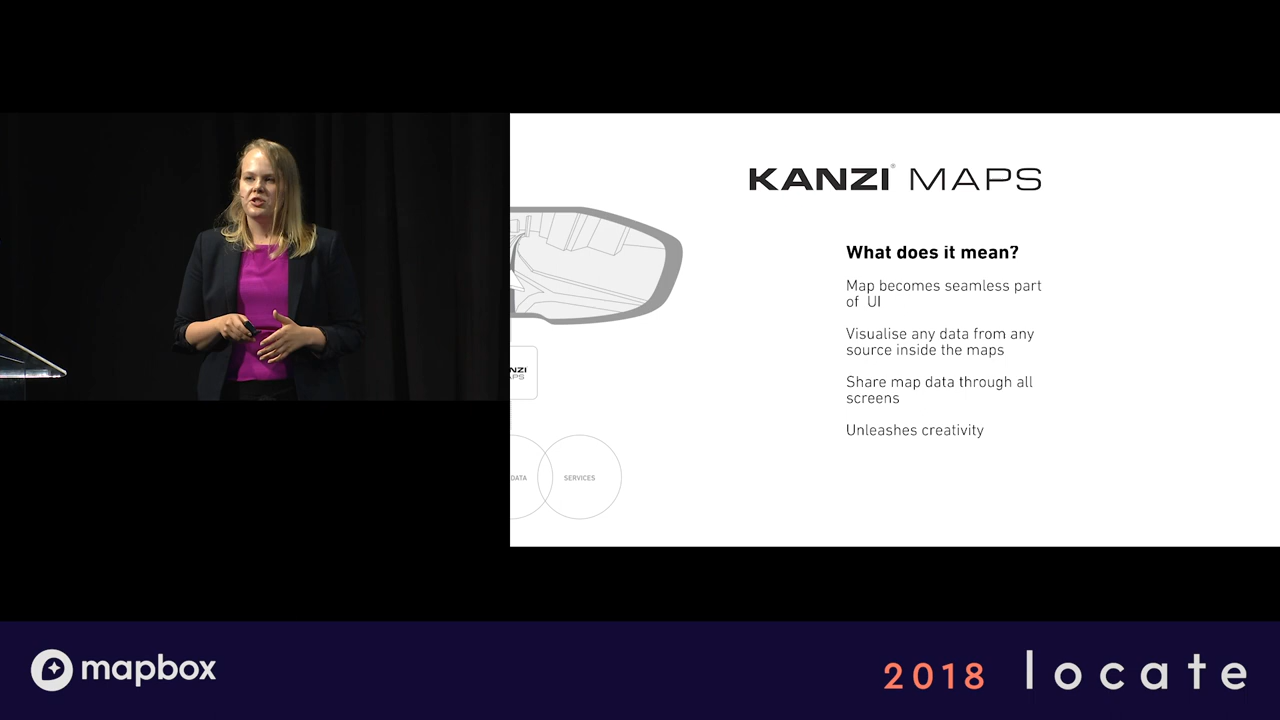 KANZI® MAPS
What does it mean?
Map becomes seamless part
of UI
Visualise any data from any
source inside the maps
Share map data through all
screens
Unleashes creativity
DATA
SERVICES
mapbox
2018 locate